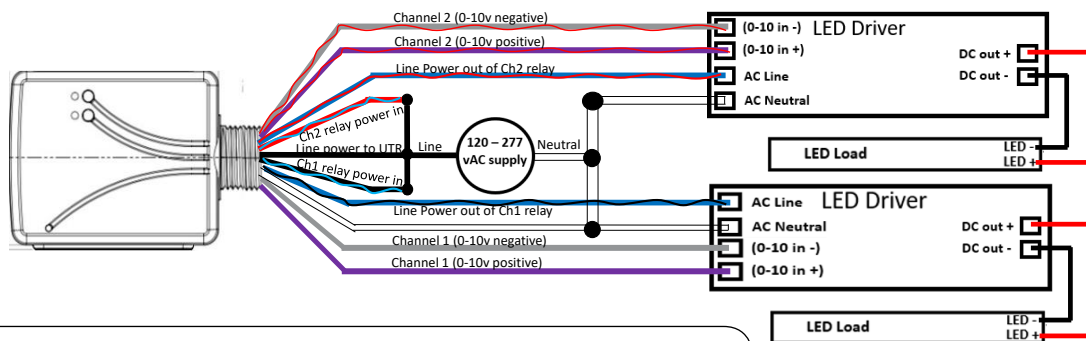 Channel 2 (0-10v negative)
Channel 2 (0-10v positive)
Line Power out of Ch2 relay
Ch2 relay power in
Line power to UTR
Ch1 relay power in
Line
120 – 277
vAC supply
Neutral
Line Power out of Ch1 relay
Channel 1 (0-10v negative)
Channel 1 (0-10v positive)
(0-10 in -)
LED Driver
(0-10 in +)
DC out +
AC Line
DC out -
AC Neutral
LED Load
LED -
LED +
AC Line
LED Driver
AC Neutral
DC out +
(0-10 in -)
DC out -
(0-10 in +)
LED Load
LED -
LED +